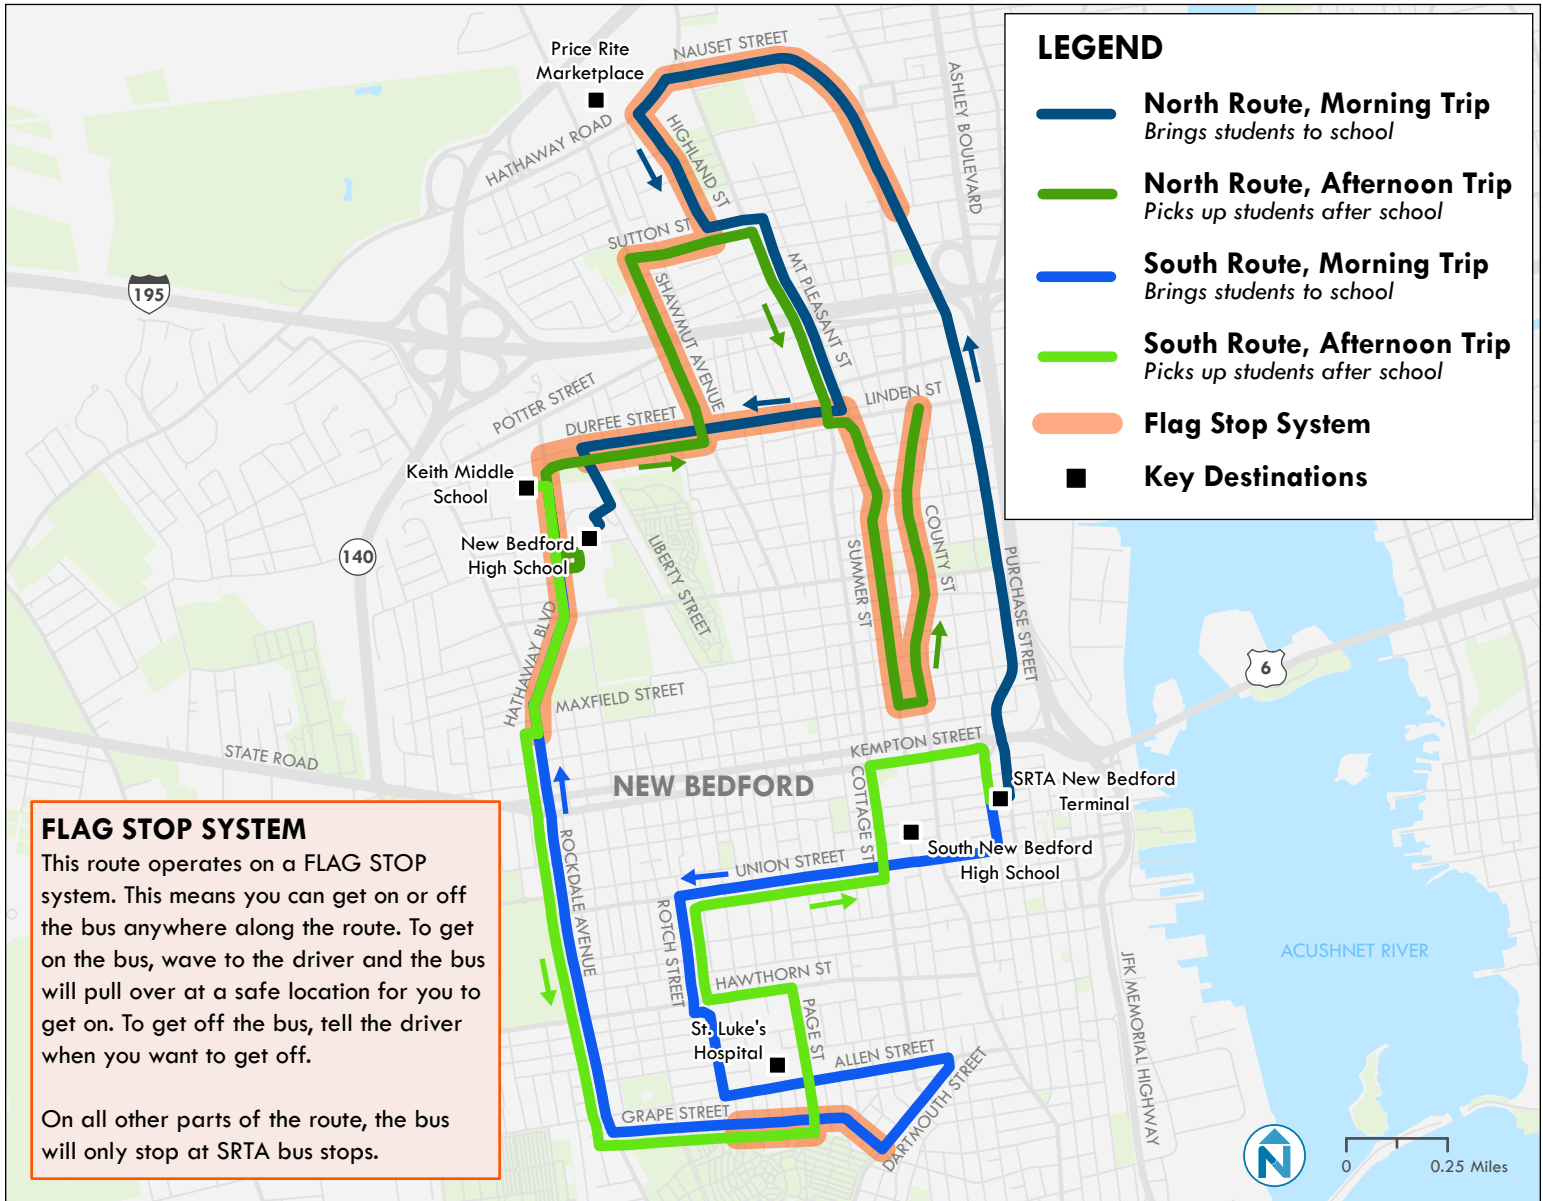 Price Rite
Marketplace
NAUSET STREET
HATHAWAY ROAD
HIGHLAND ST
ASHLEY BOULEVARD
SUTTON ST
195
SHAWMUT AVENUE
MT PLEASANT ST
POTTER STREET
DURFEE STREET
LINDEN ST
Keith Middle
School
New Bedford
High School
140
LIBERTY STREET
SUMMER ST
COUNTY ST
PURCHASE STREET
HATHAWAY BLVD
MAXFIELD STREET
6
STATE ROAD
KEMPTON STREET
NEW BEDFORD
COTTAGE ST
SRTA New Bedford
Terminal
South New Bedford
High School
UNION STREET
ROCKDALE AVENUE
ROTCH STREET
HAWTHORN ST
PAGE ST
St. Luke's
Hospital
ALLEN STREET
GRAPE STREET
DARTMOUTH STREET
JFK MEMORIAL HIGHWAY
ACUSHNET RIVER
LEGEND
North Route, Morning Trip
Brings students to school
North Route, Afternoon Trip
Picks up students after school
South Route, Morning Trip
Brings students to school
South Route, Afternoon Trip
Picks up students after school
Flag Stop System
Key Destinations
FLAG STOP SYSTEM
This route operates on a FLAG STOP
system. This means you can get on or off
the bus anywhere along the route. To get
on the bus, wave to the driver and the bus
will pull over at a safe location for you to
get on. To get off the bus, tell the driver
when you want to get off.
On all other parts of the route, the bus
will only stop at SRTA bus stops.
N
0
0.25 Miles